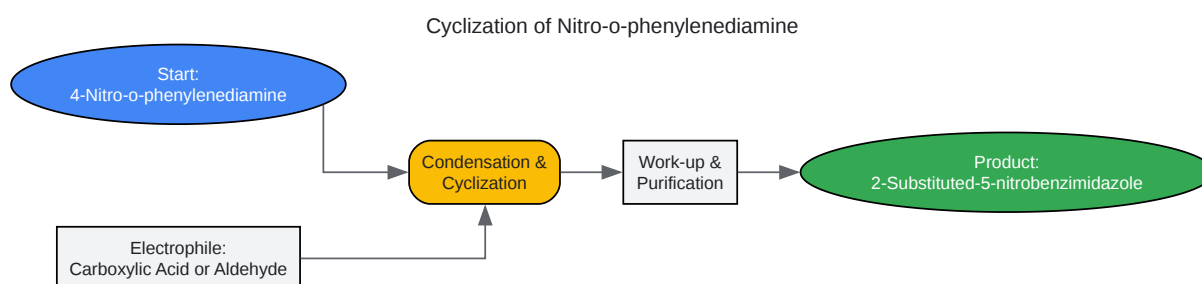 Cyclization of Nitro-o-phenylenediamine
Start:
4-Nitro-o-phenylenediamine
Condensation &
Cyclization
Work-up &
Purification
Product:
2-Substituted-5-nitrobenzimidazole
Electrophile:
Carboxylic Acid or Aldehyde